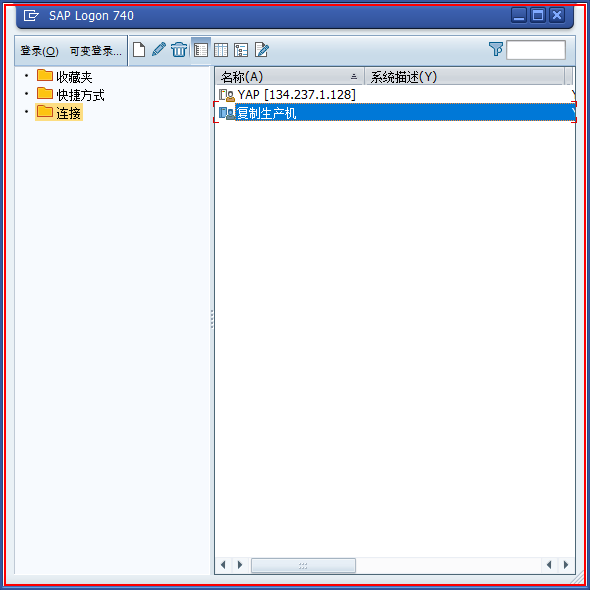 SAP Logon 740
登录(O) 可变登录...
收藏夹
快捷方式
连接
名称(A) 系统描述(Y)
YAP [134.237.1.128]
复制生产机